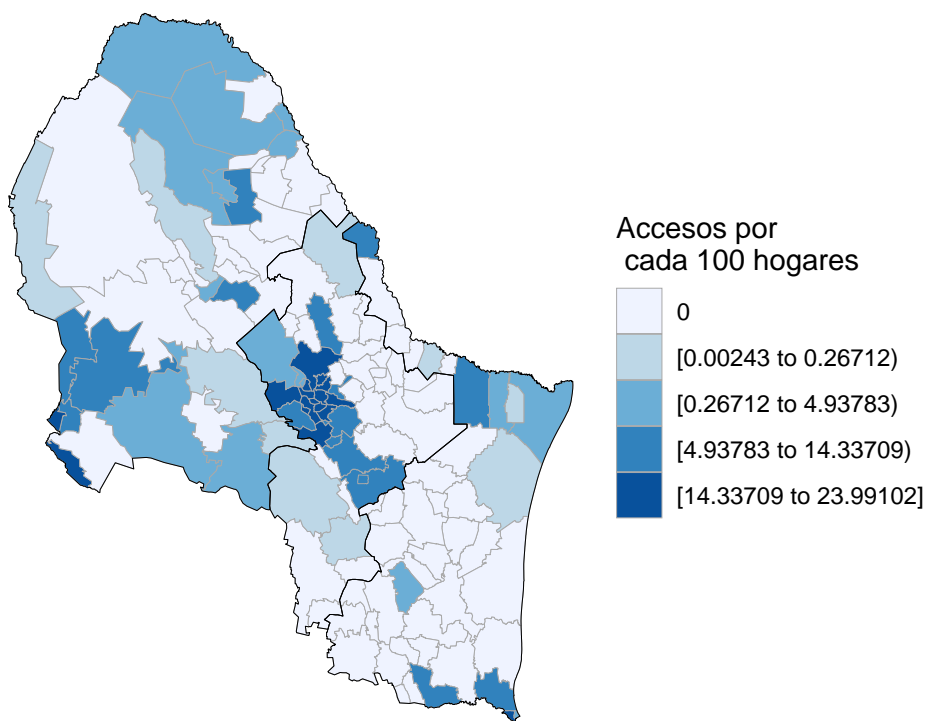 Accesos por
cada 100 hogares
0
[0.00243 to 0.26712)
[0.26712 to 4.93783)
[4.93783 to 14.33709)
[14.33709 to 23.99102]